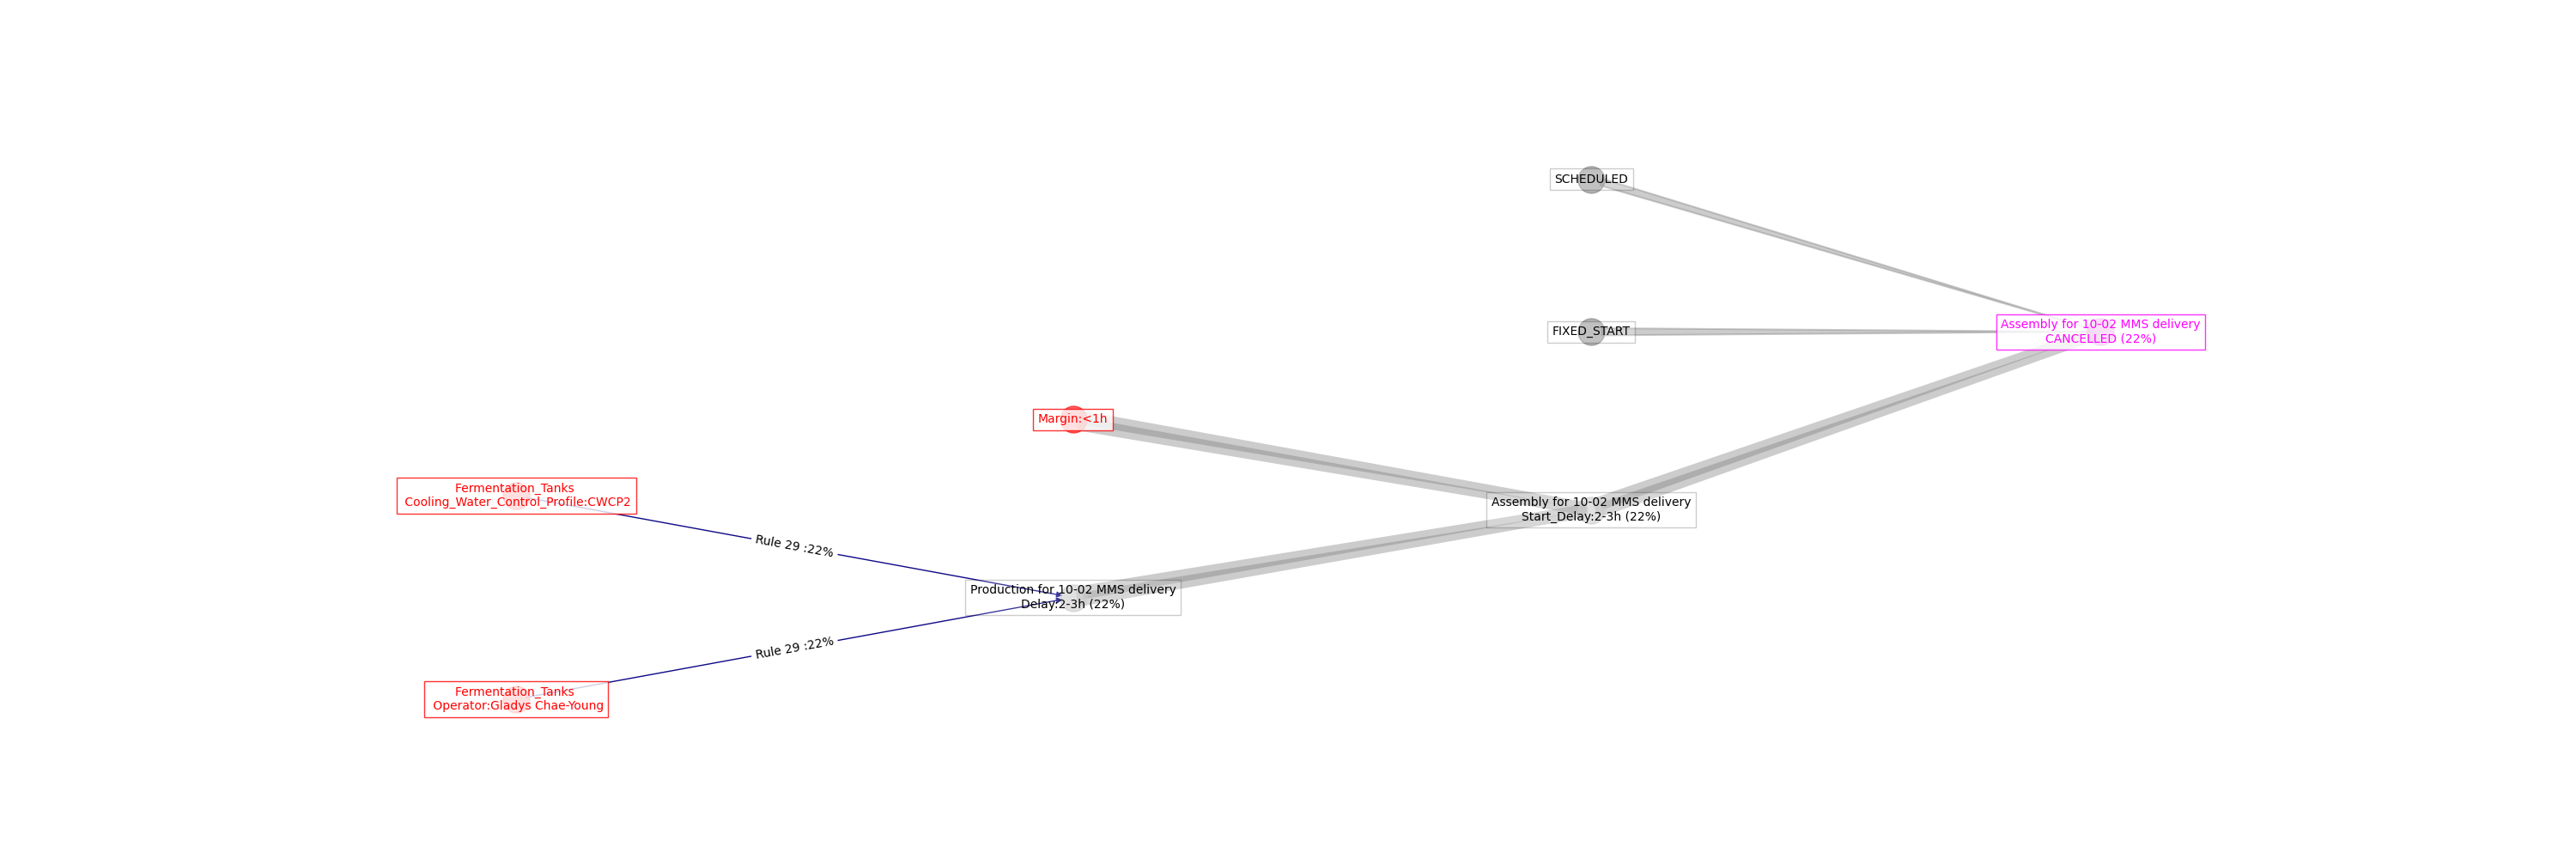 SCHEDULED
FIXED_START
Assembly for 10-02 MMS delivery
CANCELLED (22%)
Margin:<1h
Fermentation_Tanks
Cooling_Water_Control_Profile:CWCP2
Assembly for 10-02 MMS delivery
Start_Delay:2-3h (22%)
Rule 29 :22%
Production for 10-02 MMS delivery
Delay:2-3h (22%)
Rule 29 :22%
Fermentation_Tanks
Operator:Gladys Chae-Young